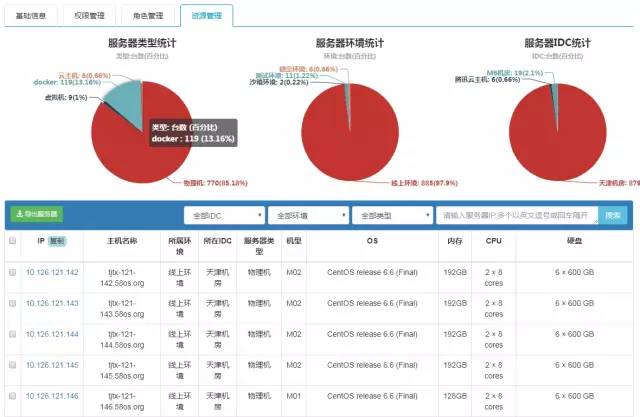 基础信息 权限管理 角色管理 资源管理
服务器类型统计
类型:台数(百分比)
云主机: 6(0.66%)
docker: 119(13.16%)
虚拟机: 9(1%)
类型: 台数 (百分比)
docker : 119 (13.16%)
物理机: 770(85.18%)
服务器环境统计
环境:台数(百分比)
6(0.66%)
测试环境: 11(1.22%)
沙箱环境: 2(0.22%)
线上环境: 885(97.9%)
服务器IDC统计
IDC:台数(百分比)
M6机房: 19(2.1%)
腾讯云主机: 6(0.66%)
天津机房: 879
导出服务器 全部IDC 全部环境 全部类型 请输入服务器IP,多个以英文逗号或回车隔开 搜索
IP 复制 主机名称 所属环境 所在IDC 服务器类型 机型 OS 内存 CPU 硬盘
10.126.121.142 tjtx-121-142.58os.org 线上环境 天津机房 物理机 M02 CentOS release 6.6 (Final) 192GB 2 × 8 cores 6 × 600 GB
10.126.121.143 tjtx-121-143.58os.org 线上环境 天津机房 物理机 M02 CentOS release 6.6 (Final) 192GB 2 × 8 cores 6 × 600 GB
10.126.121.144 tjtx-121-144.58os.org 线上环境 天津机房 物理机 M02 CentOS release 6.6 (Final) 192GB 2 × 8 cores 6 × 600 GB
10.126.121.145 tjtx-121-145.58os.org 线上环境 天津机房 物理机 M02 CentOS release 6.6 (Final) 192GB 2 × 8 cores 6 × 600 GB
10.126.121.146 tjtx-121-146.58os.org 线上环境 天津机房 物理机 M01 CentOS release 6.6 (Final) 128GB 2 × 8 cores 6 × 600 GB